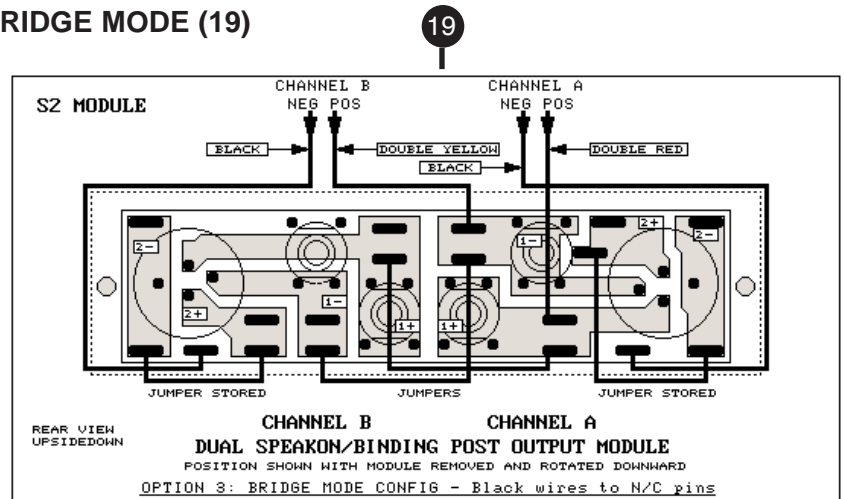 RIDGE MODE (19)
19
S2 MODULE
CHANNEL B
NEG POS
CHANNEL A
NEG POS
BLACK
DOUBLE YELLOW
BLACK
DOUBLE RED
2-
2+
1-
1+
1+
1-
2+
2-
JUMPER STORED
JUMPERS
JUMPER STORED
REAR VIEW
UPSIDEDOWN
CHANNEL B
CHANNEL A
DUAL SPEAKON/BINDING POST OUTPUT MODULE
POSITION SHOWN WITH MODULE REMOVED AND ROTATED DOWNWARD
OPTION 3: BRIDGE MODE CONFIG - Black wires to N/C pins